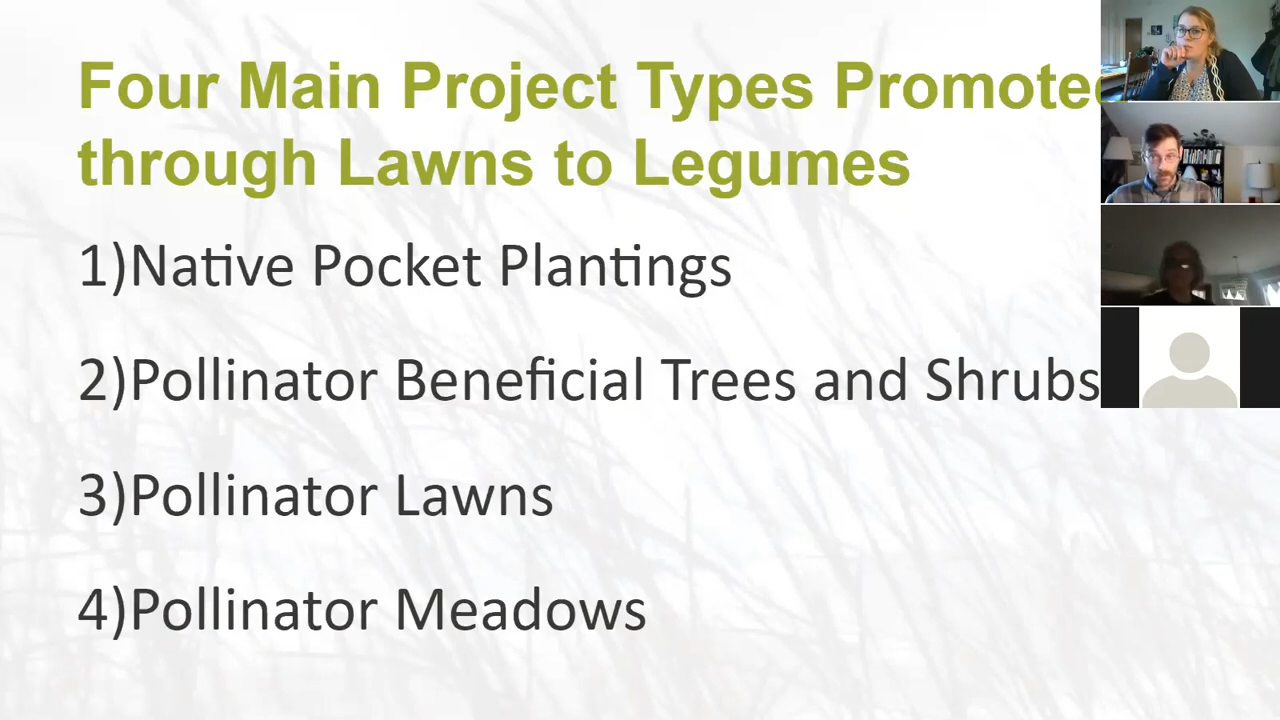 Four Main Project Types Promoted
through Lawns to Legumes
1)Native Pocket Plantings
2)Pollinator Beneficial Trees and Shrubs
3)Pollinator Lawns
4)Pollinator Meadows